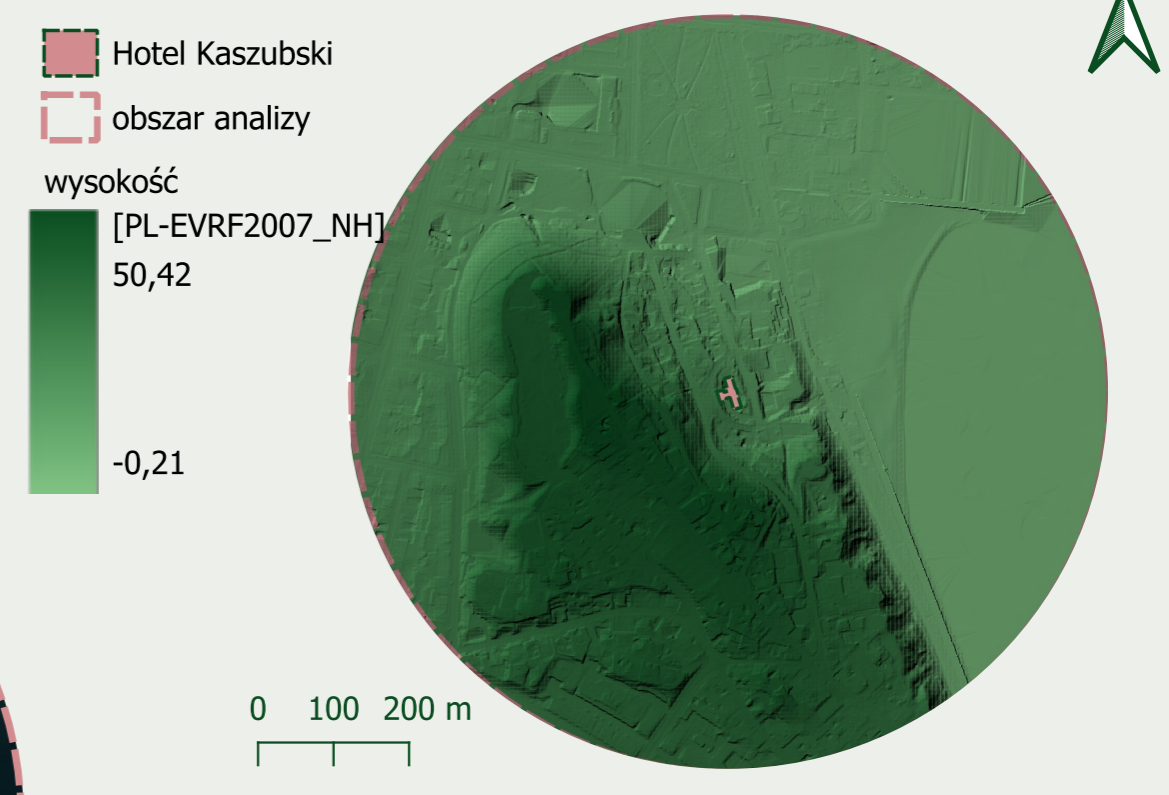 Hotel Kaszubski
obszar analizy
wysokość
[PL-EVRF2007_NH]
50,42
-0,21
0 100 200 m